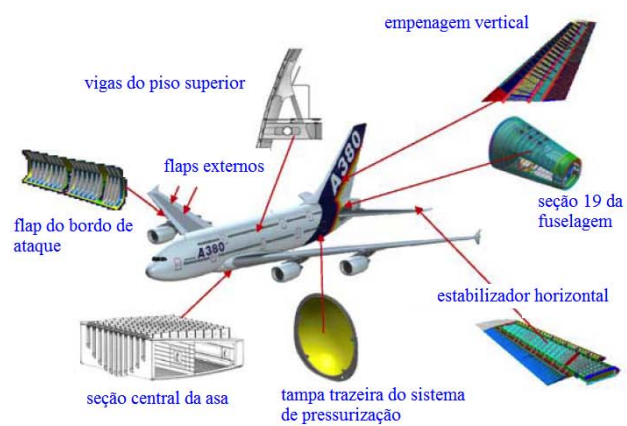 empenagem vertical
vigas do piso superior
flaps externos
flap do bordo de
ataque
A380
A380
seção 19 da
fuselagem
estabilizador horizontal
seção central da asa
tampa trazeira do sistema
de pressurização